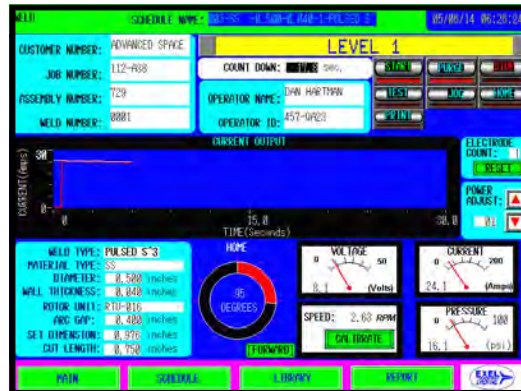 WELD
SCHEDULE NAME:
05/06/14 06:26:24
CUSTOMER NUMBER: ADVANCED SPACE
JOB NUMBER: 112-A38
ASSEMBLY NUMBER: 729
WELD NUMBER: 0001
LEVEL 1
COUNT DOWN: sec.
OPERATOR NAME: DAN HARTMAN
OPERATOR ID: 457-QA23
START PURGE
TEST JOG HOME
PRINT
CURRENT OUTPUT
CURRENT(Amps)
30
0
0 15.0 30.0
TIME(Seconds)
ELECTRODE COUNT:
RESET
POWER ADJUST:
WELD TYPE: PULSED S^3
MATERIAL TYPE: SS
DIAMETER: 0.500 inches
WALL THICKNESS: 0.040 inches
ROTOR UNIT: RTU-016
ARC GAP: 0.400 inches
SET DIMENSION: 0.976 inches
CUT LENGTH: 0.750 inches
HOME
95
DEGREES
[FORWARD]
VOLTAGE
0 50
8.1 (Volts)
CURRENT
0 200
24.1 (Amps)
SPEED: 2.63 RPM
CALIBRATE
PRESSURE
0 100
16.1 (psi)
MAIN SCHEDULE LIBRARY REPORT